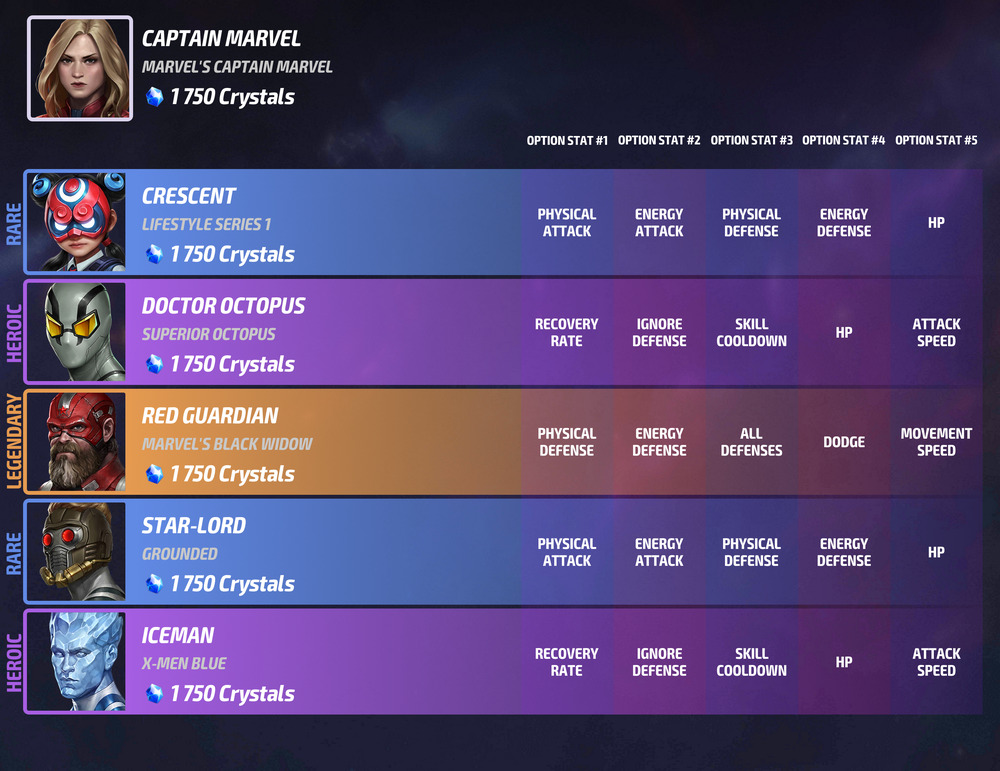 CAPTAIN MARVEL
MARVEL'S CAPTAIN MARVEL
1 750 Crystals
OPTION STAT #1 OPTION STAT #2 OPTION STAT #3 OPTION STAT #4 OPTION STAT #5
RARE
CRESCENT
LIFESTYLE SERIES 1
1 750 Crystals
PHYSICAL ATTACK ENERGY ATTACK PHYSICAL DEFENSE ENERGY DEFENSE HP
HEROIC
DOCTOR OCTOPUS
SUPERIOR OCTOPUS
1 750 Crystals
RECOVERY RATE IGNORE DEFENSE SKILL COOLDOWN HP ATTACK SPEED
LEGENDARY
RED GUARDIAN
MARVEL'S BLACK WIDOW
1 750 Crystals
PHYSICAL DEFENSE ENERGY DEFENSE ALL DEFENSES DODGE MOVEMENT SPEED
RARE
STAR-LORD
GROUNDED
1 750 Crystals
PHYSICAL ATTACK ENERGY ATTACK PHYSICAL DEFENSE ENERGY DEFENSE HP
HEROIC
ICEMAN
X-MEN BLUE
1 750 Crystals
RECOVERY RATE IGNORE DEFENSE SKILL COOLDOWN HP ATTACK SPEED